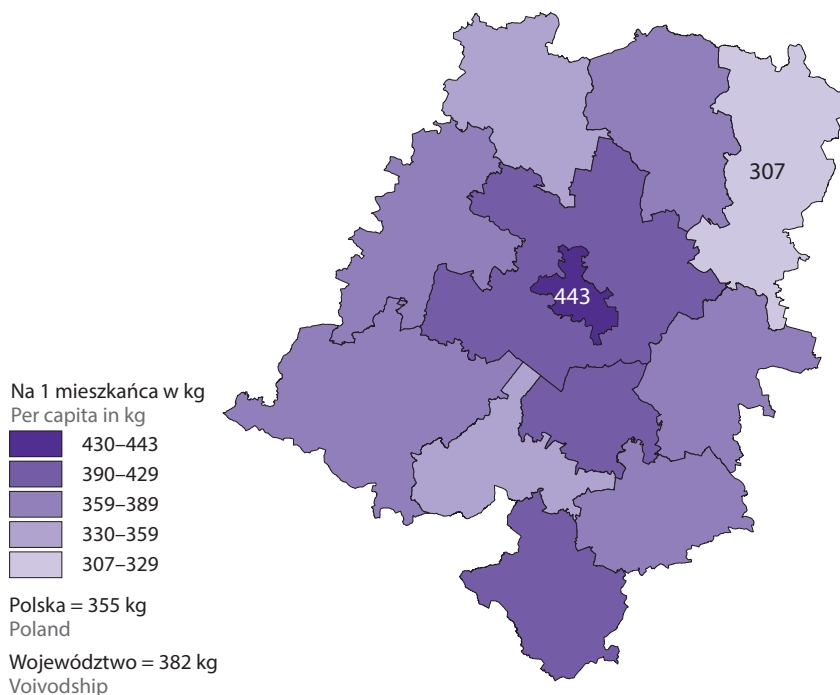 307
443
Na 1 mieszkańca w kg
Per capita in kg
430–443
390–429
359–389
330–359
307–329
Polska = 355 kg
Poland
Województwo = 382 kg
Voivodship